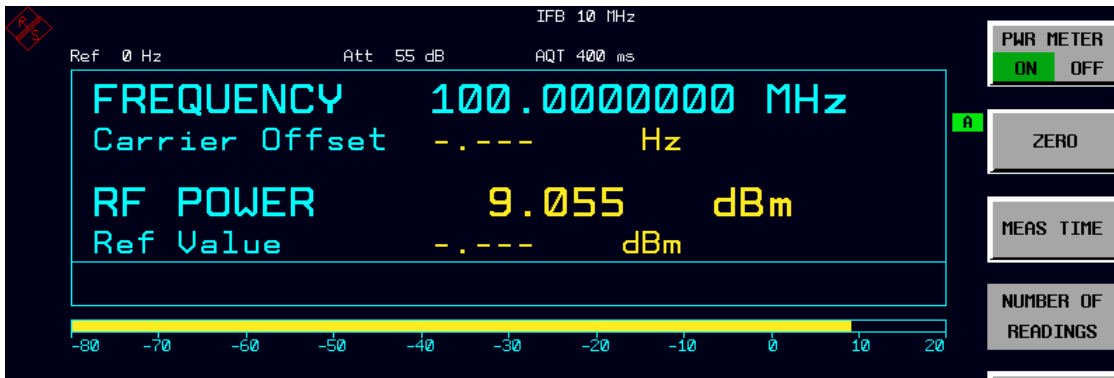 R S
IFB 10 MHz
Ref 0 Hz Att 55 dB AQT 400 ms
FREQUENCY 100.0000000 MHz
Carrier Offset -.--- Hz
RF POWER 9.055 dBm
Ref Value -.--- dBm
-80 -70 -60 -50 -40 -30 -20 -10 0 10 20
A
PWR METER
ON OFF
ZERO
MEAS TIME
NUMBER OF
READINGS